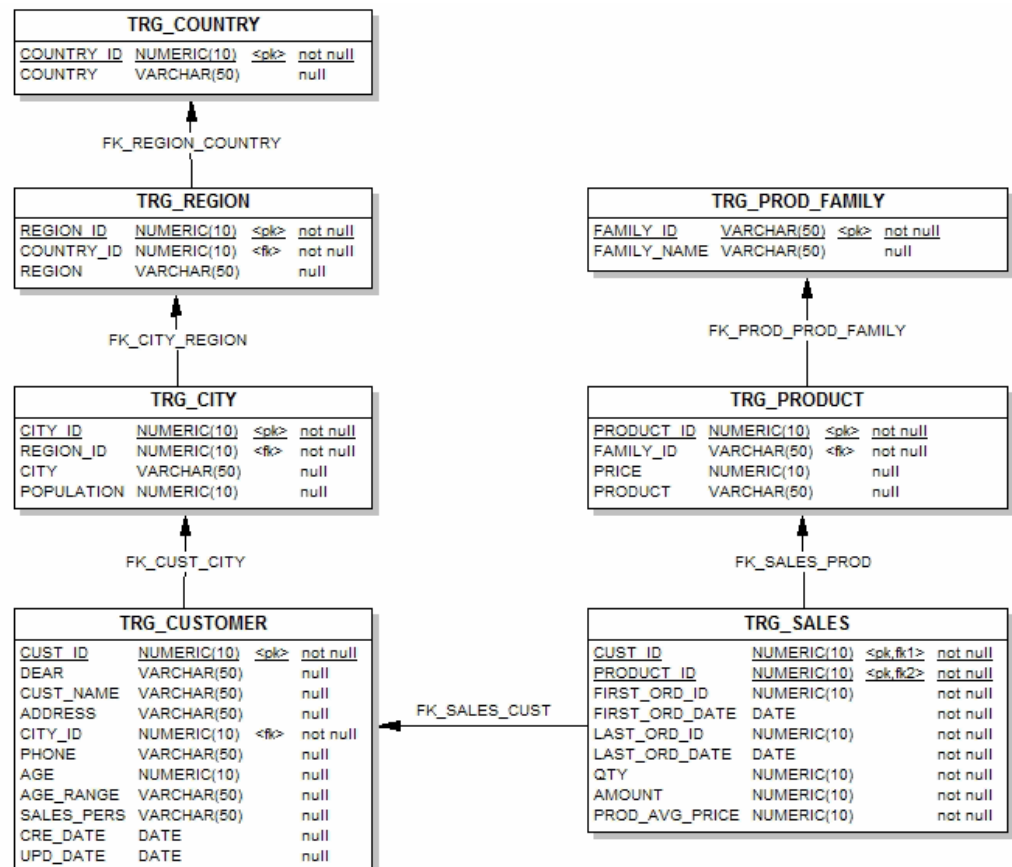 TRG_COUNTRY
COUNTRY_ID NUMERIC(10) <pk> not null
COUNTRY VARCHAR(50) null
FK_REGION_COUNTRY
TRG_REGION
REGION_ID NUMERIC(10) <pk> not null
COUNTRY_ID NUMERIC(10) <fk> not null
REGION VARCHAR(50) null
FK_CITY_REGION
TRG_CITY
CITY_ID NUMERIC(10) <pk> not null
REGION_ID NUMERIC(10) <fk> not null
CITY VARCHAR(50) null
POPULATION NUMERIC(10) null
FK_CUST_CITY
TRG_CUSTOMER
CUST_ID NUMERIC(10) <pk> not null
DEAR VARCHAR(50) null
CUST_NAME VARCHAR(50) null
ADDRESS VARCHAR(50) null
CITY_ID NUMERIC(10) <fk> not null
PHONE VARCHAR(50) null
AGE NUMERIC(10) null
AGE_RANGE VARCHAR(50) null
SALES_PERS VARCHAR(50) null
CRE_DATE DATE null
UPD_DATE DATE null
FK_SALES_CUST
TRG_PROD_FAMILY
FAMILY_ID VARCHAR(50) <pk> not null
FAMILY_NAME VARCHAR(50) null
FK_PROD_PROD_FAMILY
TRG_PRODUCT
PRODUCT_ID NUMERIC(10) <pk> not null
FAMILY_ID VARCHAR(50) <fk> not null
PRICE NUMERIC(10) null
PRODUCT VARCHAR(50) null
FK_SALES_PROD
TRG_SALES
CUST_ID NUMERIC(10) <pk,fk1> not null
PRODUCT_ID NUMERIC(10) <pk,fk2> not null
FIRST_ORD_ID NUMERIC(10) not null
FIRST_ORD_DATE DATE not null
LAST_ORD_ID NUMERIC(10) not null
LAST_ORD_DATE DATE not null
QTY NUMERIC(10) not null
AMOUNT NUMERIC(10) not null
PROD_AVG_PRICE NUMERIC(10) not null